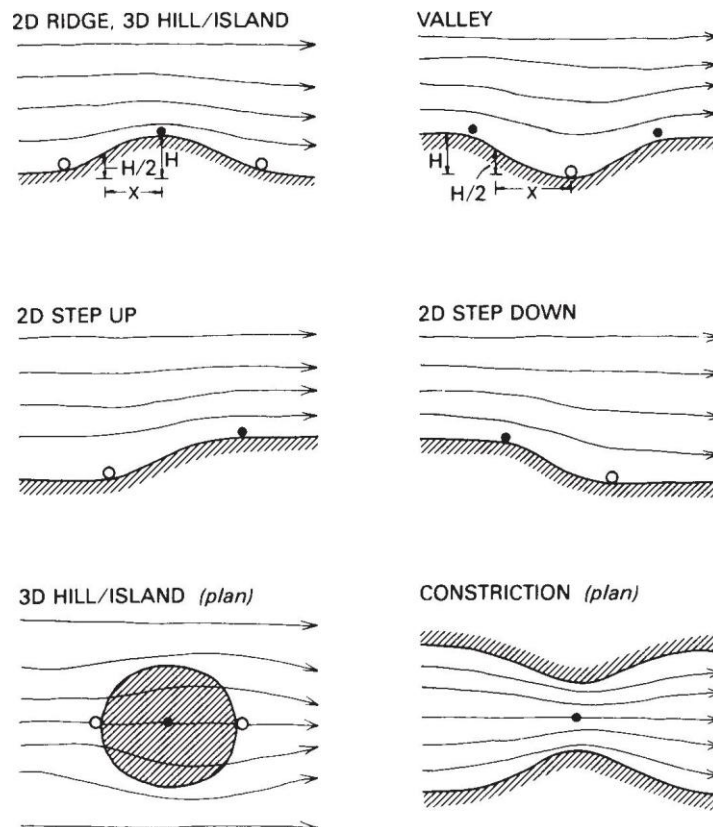 2D RIDGE, 3D HILL/ISLAND
H/2
H
X
VALLEY
H
H/2
X
2D STEP UP
2D STEP DOWN
3D HILL/ISLAND (plan)
CONSTRICTION (plan)